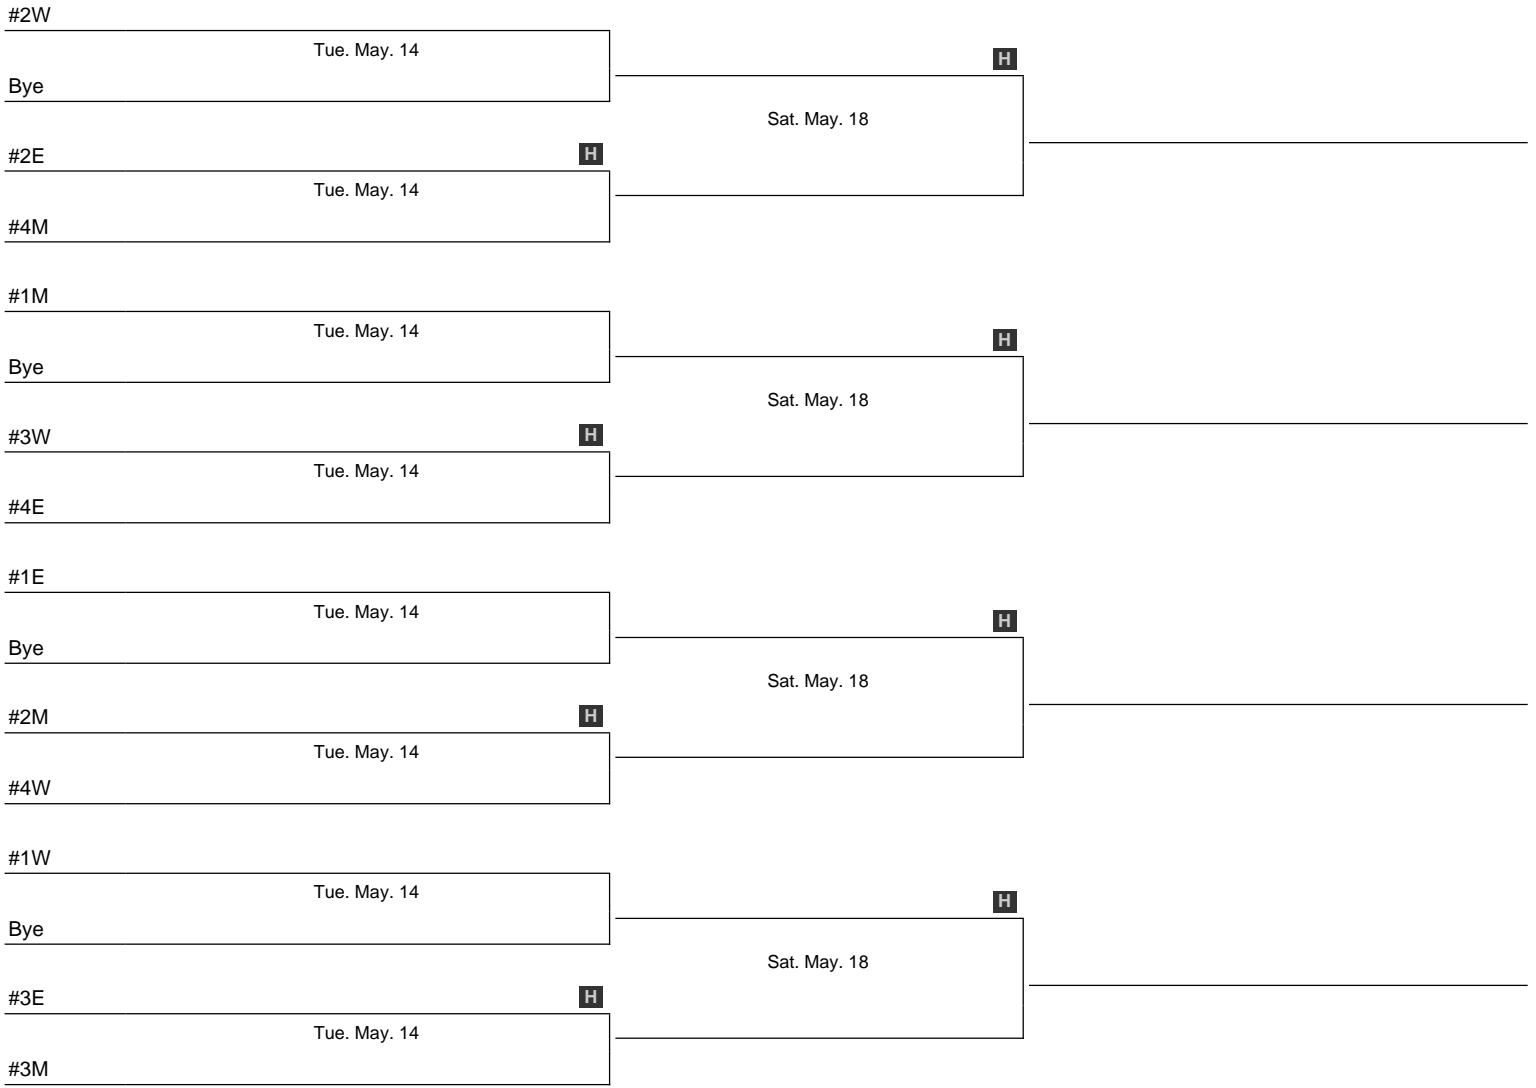 #2W
Tue. May. 14
H
Bye
Sat. May. 18
#2E
H
Tue. May. 14
#4M
#1M
Tue. May. 14
H
Bye
Sat. May. 18
#3W
H
Tue. May. 14
#4E
#1E
Tue. May. 14
H
Bye
Sat. May. 18
#2M
H
Tue. May. 14
#4W
#1W
Tue. May. 14
H
Bye
Sat. May. 18
#3E
H
Tue. May. 14
#3M